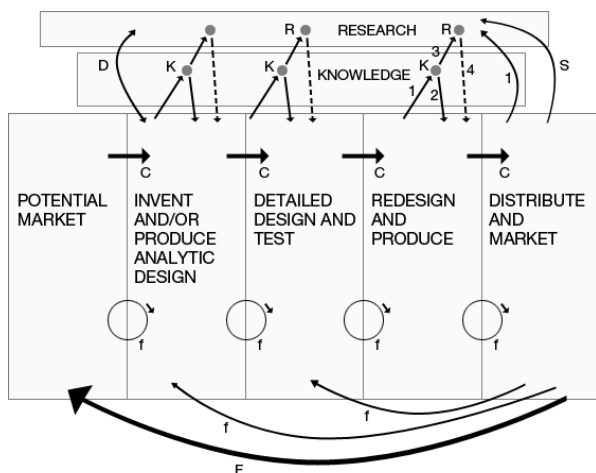 R
R
RESEARCH
3
D
K
K
KNOWLEDGE
K
4
1
S
1
2
C
C
C
C
POTENTIAL
MARKET
INVENT
AND/OR
PRODUCE
ANALYTIC
DESIGN
DETAILED
DESIGN AND
TEST
REDESIGN
AND
PRODUCE
DISTRIBUTE
AND
MARKET
f
f
f
f
f
f
F